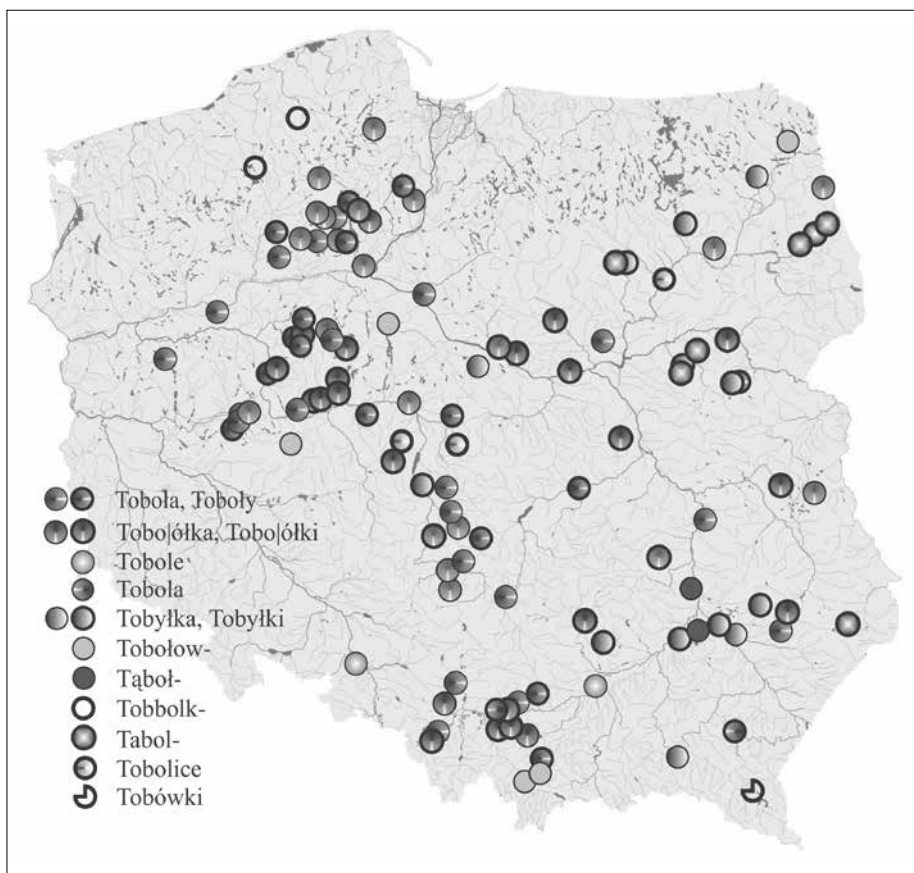 Toboła, Toboły
Tobo|ółka, Tobo|ółki
Tobole
Tobola
Tobyłka, Tobyłki
Tobołow-
Tąboł-
Tobbolk-
Tabol-
Tobolice
Tobówki